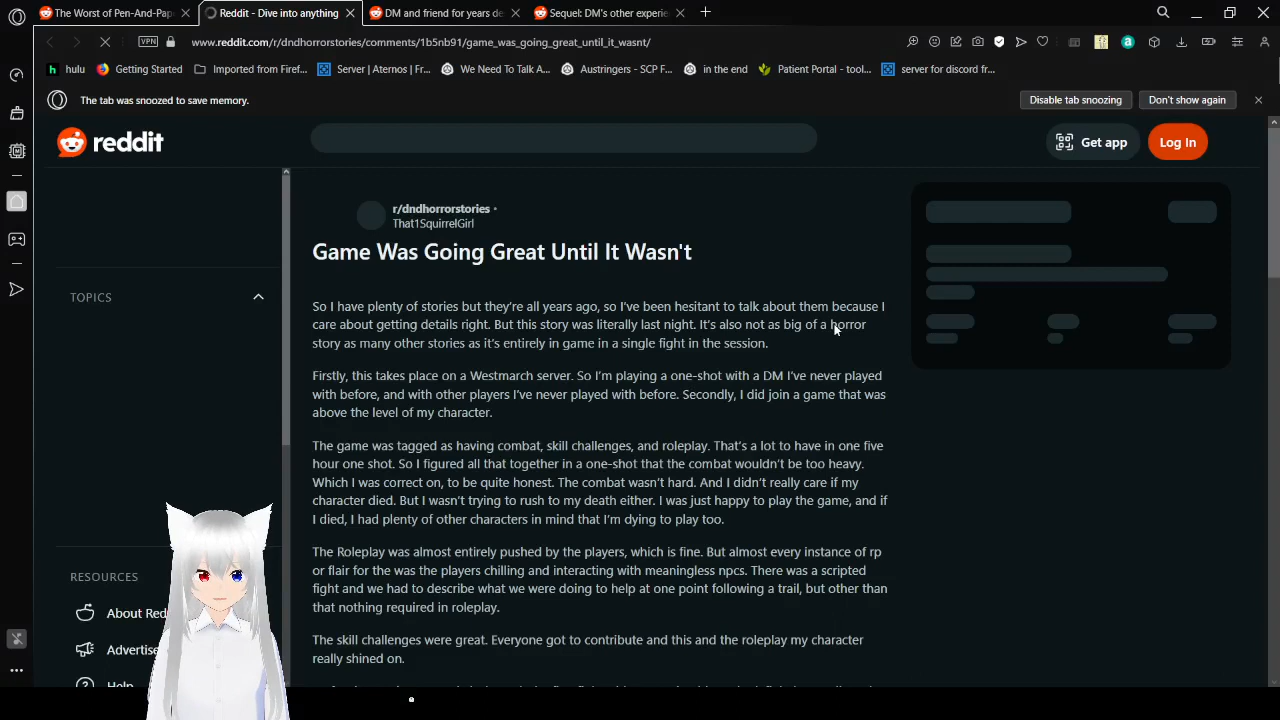 The Worst of Pen-And-Pap
Reddit - Dive into anything
DM and friend for years de
Sequel: DM's other experie
VPN
www.reddit.com/r/dndhorrorstories/comments/1b5nb91/game_was_going_great_until_it_wasnt/
hulu
Getting Started
Imported from Firef...
Server | Aternos | Fr...
We Need To Talk A...
Austringers - SCP F...
in the end
Patient Portal - tool...
server for discord fr...
The tab was snoozed to save memory.
Disable tab snoozing
Don't show again
reddit
Get app
Log In
r/dndhorrorstories •
That1SquirrelGirl
Game Was Going Great Until It Wasn't
TOPICS
So I have plenty of stories but they're all years ago, so I've been hesitant to talk about them because I
care about getting details right. But this story was literally last night. It's also not as big of a horror
story as many other stories as it's entirely in game in a single fight in the session.
Firstly, this takes place on a Westmarch server. So I'm playing a one-shot with a DM I've never played
with before, and with other players I've never played with before. Secondly, I did join a game that was
above the level of my character.
The game was tagged as having combat, skill challenges, and roleplay. That's a lot to have in one five
hour one shot. So I figured all that together in a one-shot that the combat wouldn't be too heavy.
Which I was correct on, to be quite honest. The combat wasn't hard. And I didn't really care if my
character died. But I wasn't trying to rush to my death either. I was just happy to play the game, and if
I died, I had plenty of other characters in mind that I'm dying to play too.
The Roleplay was almost entirely pushed by the players, which is fine. But almost every instance of rp
or flair for the was the players chilling and interacting with meaningless npcs. There was a scripted
fight and we had to describe what we were doing to help at one point following a trail, but other than
that nothing required in roleplay.
The skill challenges were great. Everyone got to contribute and this and the roleplay my character
really shined on.
RESOURCES
About Red
Advertise
Help